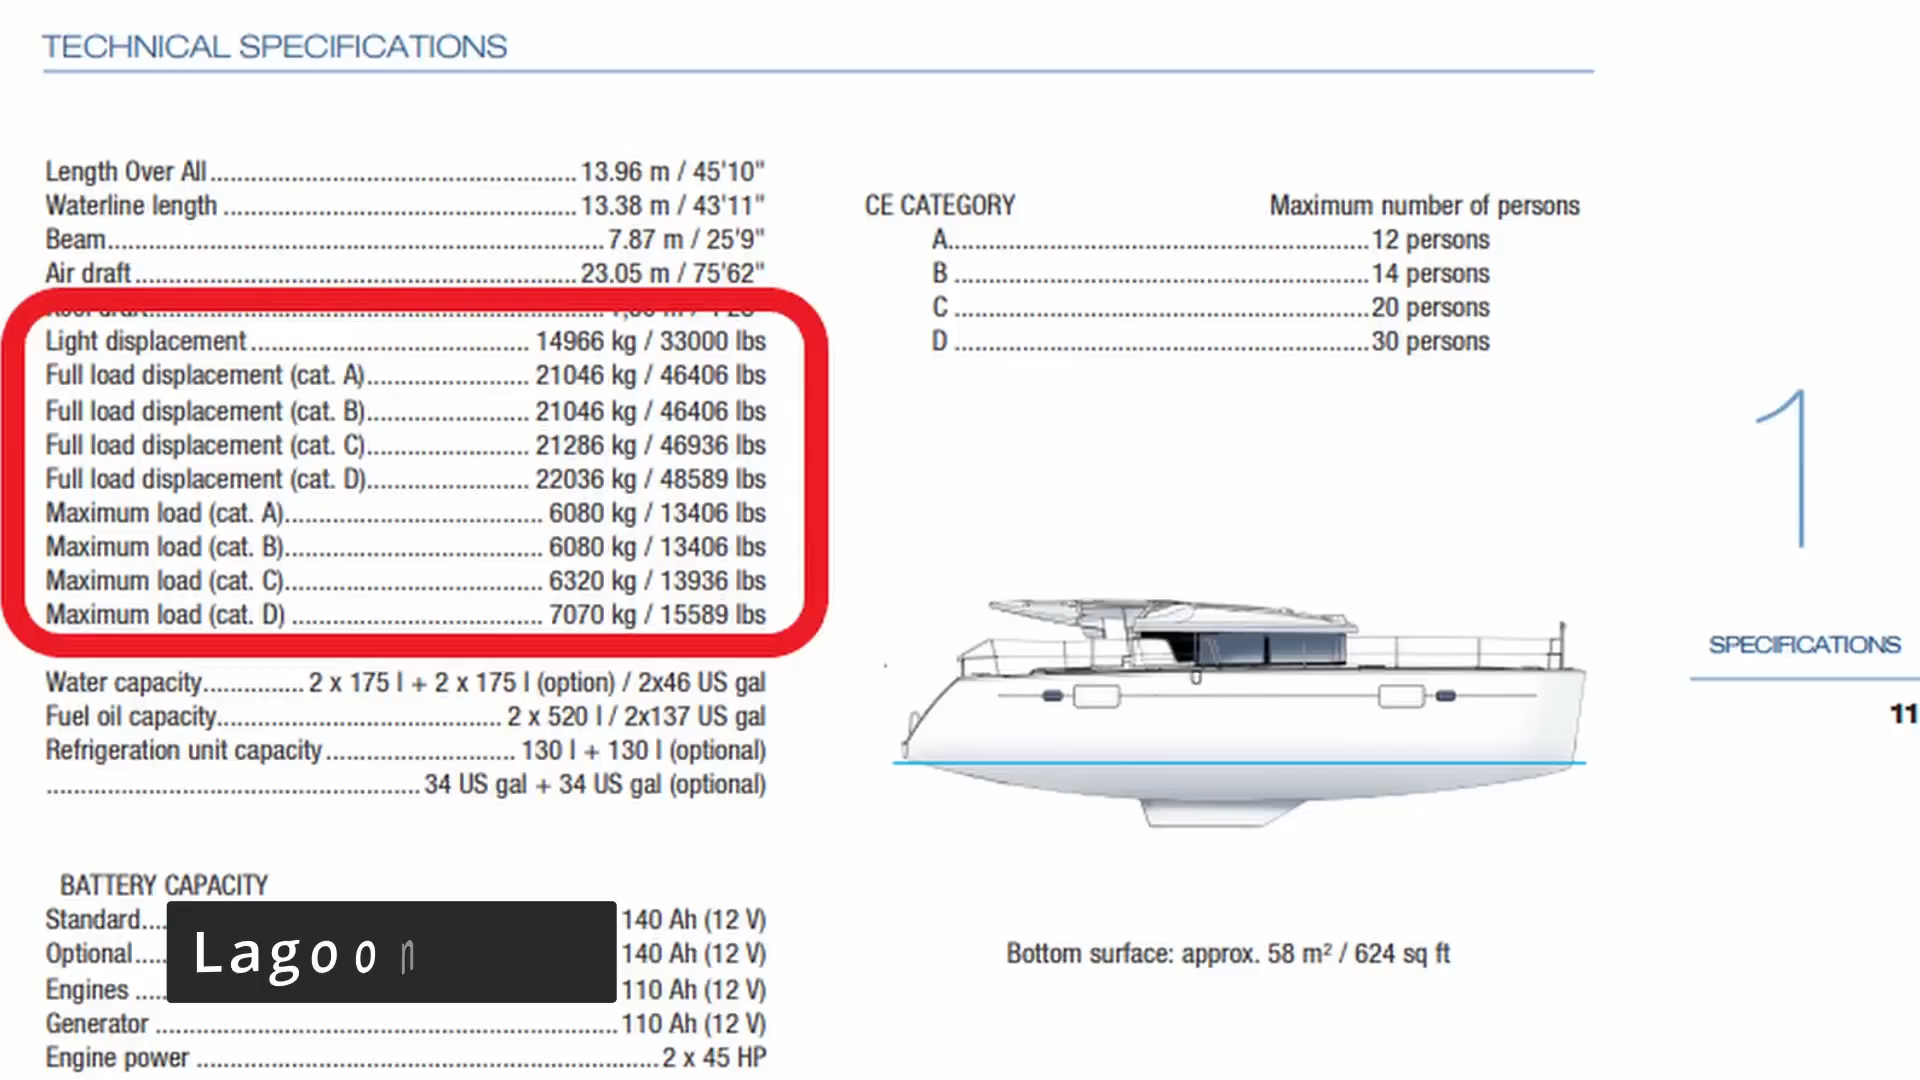 TECHNICAL SPECIFICATIONS
Length Over All.....................................................13.96 m / 45'10"
Waterline length ...................................................13.38 m / 43'11"
Beam........................................................................7.87 m / 25'9"
Air draft................................................................23.05 m / 75'62"
Light displacement........................................ 14966 kg / 33000 lbs
Full load displacement (cat. A)....................... 21046 kg / 46406 lbs
Full load displacement (cat. B)....................... 21046 kg / 46406 lbs
Full load displacement (cat. C)....................... 21286 kg / 46936 lbs
Full load displacement (cat. D)....................... 22036 kg / 48589 lbs
Maximum load (cat. A)..................................... 6080 kg / 13406 lbs
Maximum load (cat. B)..................................... 6080 kg / 13406 lbs
Maximum load (cat. C)..................................... 6320 kg / 13936 lbs
Maximum load (cat. D) .................................... 7070 kg / 15589 lbs
Water capacity.............. 2 x 175 l + 2 x 175 l (option) / 2x46 US gal
Fuel oil capacity......................................... 2 x 520 l / 2x137 US gal
Refrigeration unit capacity........................... 130 l + 130 l (optional)
...................................................... 34 US gal + 34 US gal (optional)
BATTERY CAPACITY
Standard.... 140 Ah (12 V)
Optional..... 140 Ah (12 V)
Engines ..... 110 Ah (12 V)
Generator ...................................................................110 Ah (12 V)
Engine power ...................................................................2 x 45 HP
Lagoon
CE CATEGORY Maximum number of persons
A.............................................................12 persons
B ............................................................14 persons
C ............................................................20 persons
D ............................................................30 persons
Bottom surface: approx. 58 m² / 624 sq ft
1
SPECIFICATIONS
11